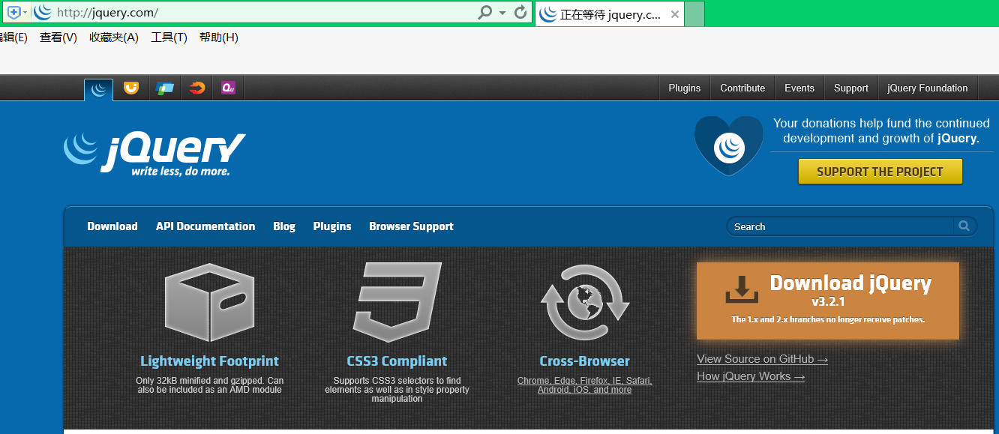 http://jquery.com/
正在等待 jquery.c...
辑(E) 查看(V) 收藏夹(A) 工具(T) 帮助(H)
Qu
Plugins Contribute Events Support jQuery Foundation
jQuery
write less, do more.
Your donations help fund the continued
development and growth of jQuery.
SUPPORT THE PROJECT
Download API Documentation Blog Plugins Browser Support
Search
Lightweight Footprint
Only 32kB minified and gzipped. Can
also be included as an AMD module
CSS3 Compliant
Supports CSS3 selectors to find
elements as well as in style property
manipulation
Cross-Browser
Chrome, Edge, Firefox, IE, Safari,
Android, iOS, and more
Download jQuery
v3.2.1
The 1.x and 2.x branches no longer receive patches.
View Source on GitHub →
How jQuery Works →